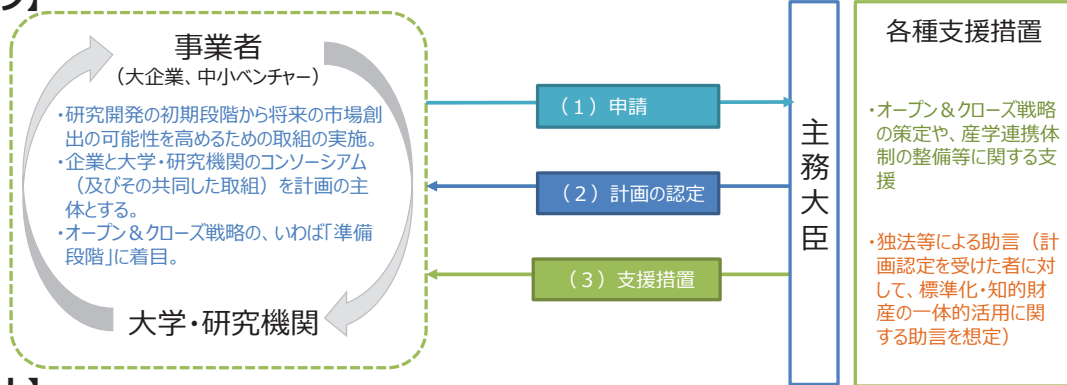 事業者
（大企業、中小ベンチャー）
・研究開発の初期段階から将来の市場創
出の可能性を高めるための取組の実施。
・企業と大学・研究機関のコンソーシアム
（及びその共同した取組）を計画の主
体とする。
・オープン＆クローズ戦略の、いわば「準備
段階」に着目。
大学・研究機関
（１）申請
（２）計画の認定
（３）支援措置
主務大臣
各種支援措置
・オープン＆クローズ戦略
の策定や、産学連携体
制の整備等に関する支
援
・独法等による助言（計
画認定を受けた者に対
して、標準化・知的財
産の一体的活用に関
する助言を想定）